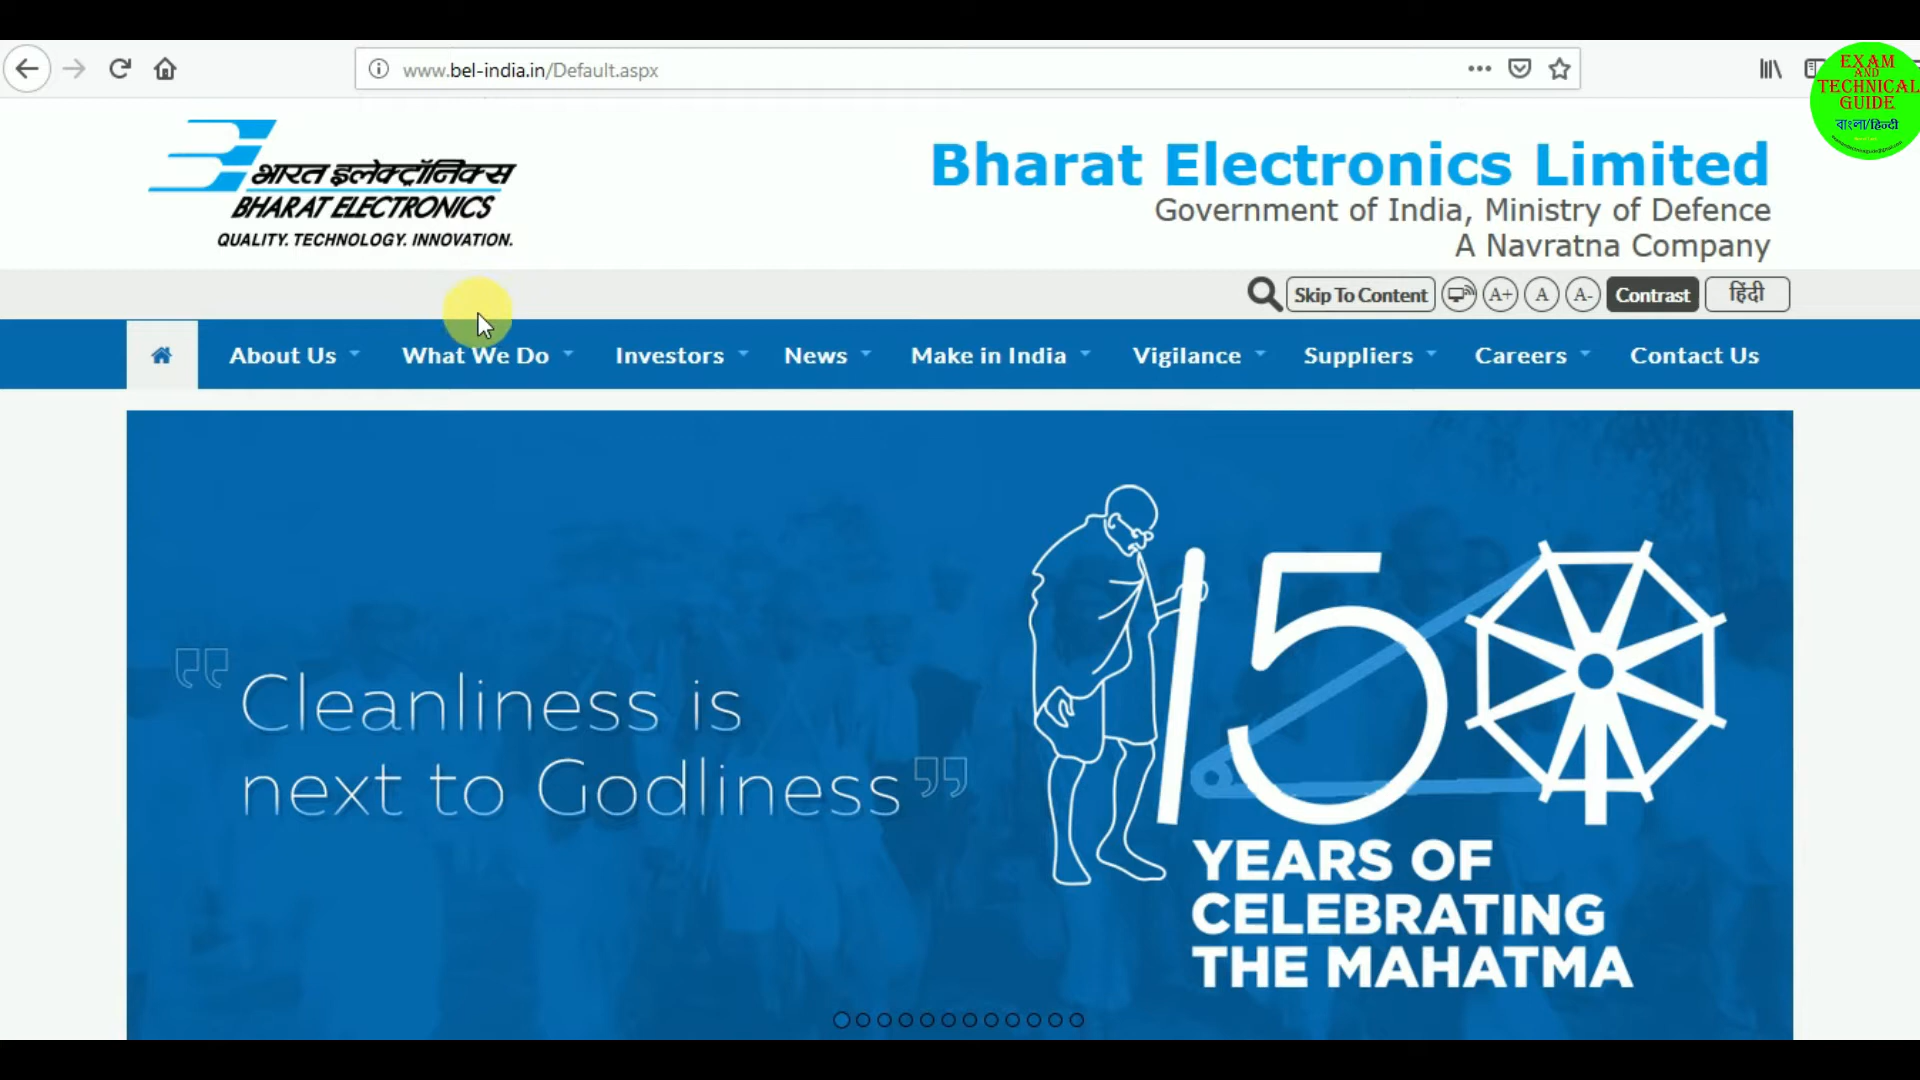 www.bel-india.in/Default.aspx
EXAM
AND
TECHNICAL
GUIDE
বাংলা/हिन्दी
भारत इलेक्ट्रॉनिक्स
BHARAT ELECTRONICS
QUALITY. TECHNOLOGY. INNOVATION.
Bharat Electronics Limited
Government of India, Ministry of Defence
A Navratna Company
Skip To Content A+ A A- Contrast हिंदी
About Us What We Do Investors News Make in India Vigilance Suppliers Careers Contact Us
"Cleanliness is
next to Godliness"
150
YEARS OF
CELEBRATING
THE MAHATMA